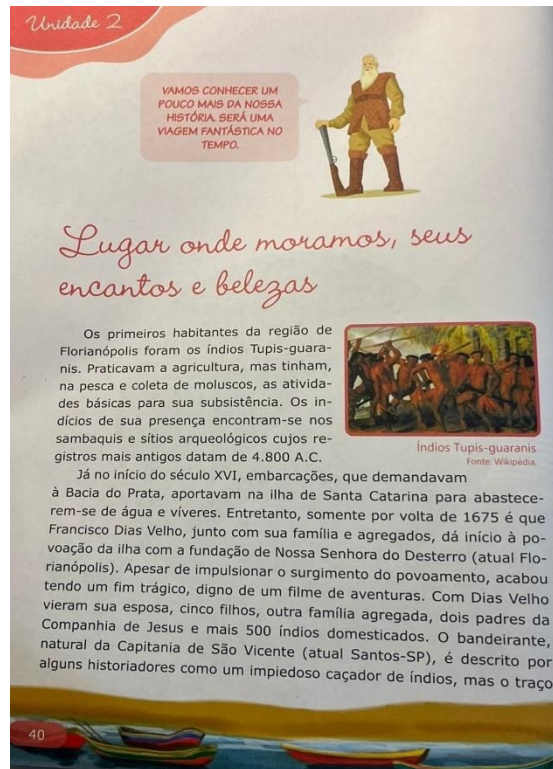 Unidade 2
VAMOS CONHECER UM
POUCO MAIS DA NOSSA
HISTÓRIA. SERÁ UMA
VIAGEM FANTÁSTICA NO
TEMPO.
Lugar onde moramos, seus
encantos e belezas
Os primeiros habitantes da região de
Florianópolis foram os índios Tupis-guara-
nis. Praticavam a agricultura, mas tinham,
na pesca e coleta de moluscos, as ativida-
des básicas para sua subsistência. Os in-
dícios de sua presença encontram-se nos
sambaquis e sítios arqueológicos cujos re-
gistros mais antigos datam de 4.800 A.C.
Índios Tupis-guaranis
Fonte: Wikipédia.
Já no início do século XVI, embarcações, que demandavam
à Bacia do Prata, aportavam na ilha de Santa Catarina para abastece-
rem-se de água e víveres. Entretanto, somente por volta de 1675 é que
Francisco Dias Velho, junto com sua família e agregados, dá início à po-
voação da ilha com a fundação de Nossa Senhora do Desterro (atual Flo-
rianópolis). Apesar de impulsionar o surgimento do povoamento, acabou
tendo um fim trágico, digno de um filme de aventuras. Com Dias Velho
vieram sua esposa, cinco filhos, outra família agregada, dois padres da
Companhia de Jesus e mais 500 índios domesticados. O bandeirante,
natural da Capitania de São Vicente (atual Santos-SP), é descrito por
alguns historiadores como um impiedoso caçador de índios, mas o traço
40